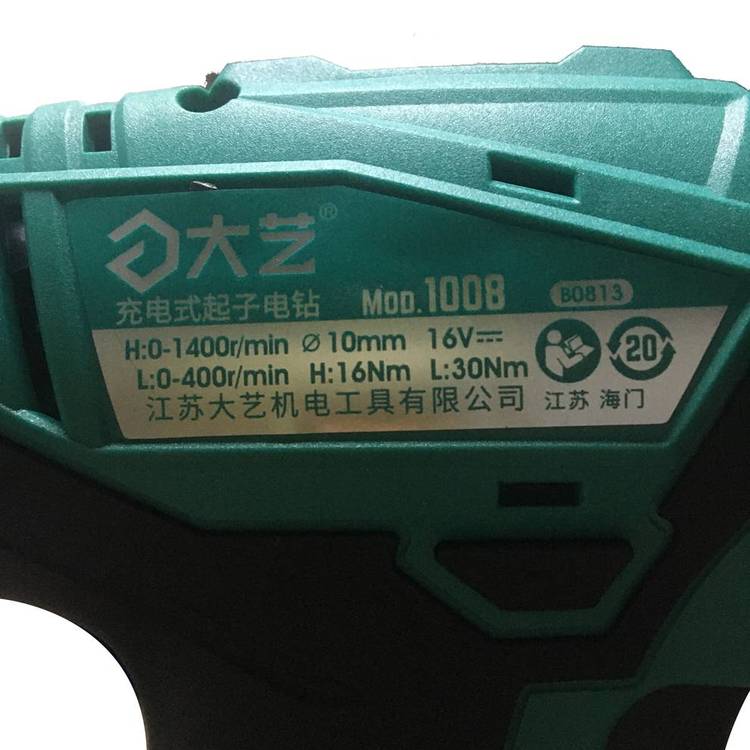 大艺®
充电式起子电钻 MOD.1008 B0813
H:0-1400r/min ⌀10mm 16V⎓
L:0-400r/min H:16Nm L:30Nm
20
江苏大艺机电工具有限公司 江苏 海门